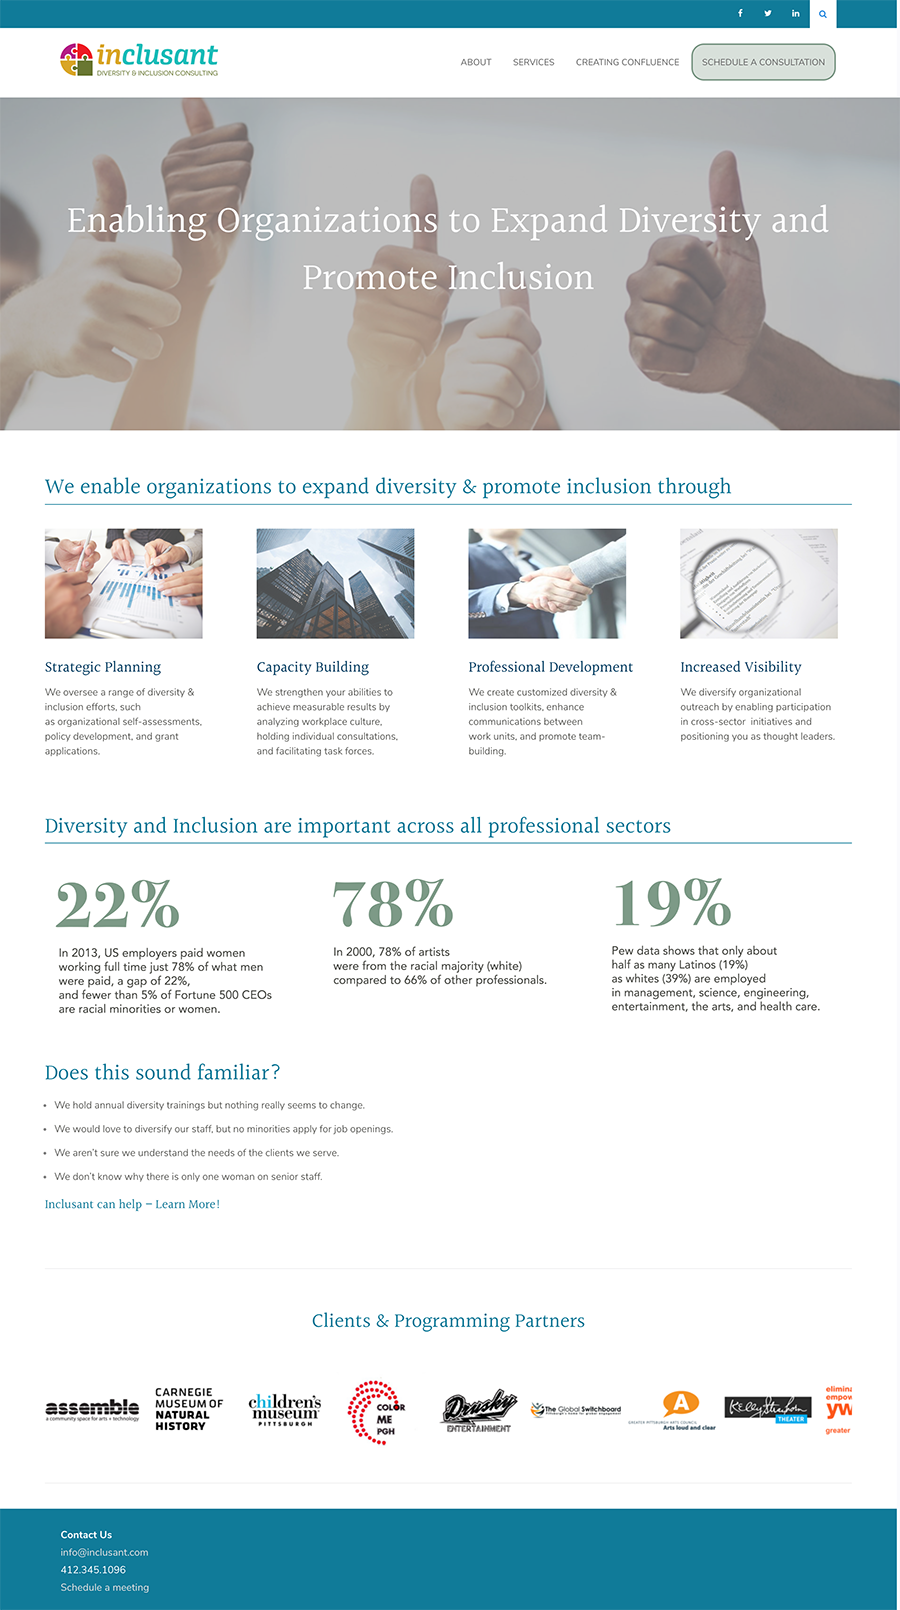 inclusant
DIVERSITY & INCLUSION CONSULTING
ABOUT
SERVICES
CREATING CONFLUENCE
SCHEDULE A CONSULTATION
Enabling Organizations to Expand Diversity and
Promote Inclusion
We enable organizations to expand diversity & promote inclusion through
Strategic Planning
We oversee a range of diversity &
inclusion efforts, such
as organizational self-assessments,
policy development, and grant
applications.
Capacity Building
We strengthen your abilities to
achieve measurable results by
analyzing workplace culture,
holding individual consultations,
and facilitating task forces.
Professional Development
We create customized diversity &
inclusion toolkits, enhance
communications between
work units, and promote team-
building.
Increased Visibility
We diversify organizational
outreach by enabling participation
in cross-sector initiatives and
positioning you as thought leaders.
Diversity and Inclusion are important across all professional sectors
22%
In 2013, US employers paid women
working full time just 78% of what men
were paid, a gap of 22%,
and fewer than 5% of Fortune 500 CEOs
are racial minorities or women.
78%
In 2000, 78% of artists
were from the racial majority (white)
compared to 66% of other professionals.
19%
Pew data shows that only about
half as many Latinos (19%)
as whites (39%) are employed
in management, science, engineering,
entertainment, the arts, and health care.
Does this sound familiar?
• We hold annual diversity trainings but nothing really seems to change.
• We would love to diversify our staff, but no minorities apply for job openings.
• We aren't sure we understand the needs of the clients we serve.
• We don't know why there is only one woman on senior staff.
Inclusant can help – Learn More!
Clients & Programming Partners
assemble
a community space for arts + technology
CARNEGIE
MUSEUM OF
NATURAL
HISTORY
children's
museum
PITTSBURGH
COLOR
ME
PGH
Drusky
ENTERTAINMENT
The Global Switchboard
Pittsburgh's home for global engagement
GREATER PITTSBURGH ARTS COUNCIL
Arts loud and clear
Kelly Strayhorn
THEATER
elimina
empow
yw
greater
Contact Us
info@inclusant.com
412.345.1096
Schedule a meeting